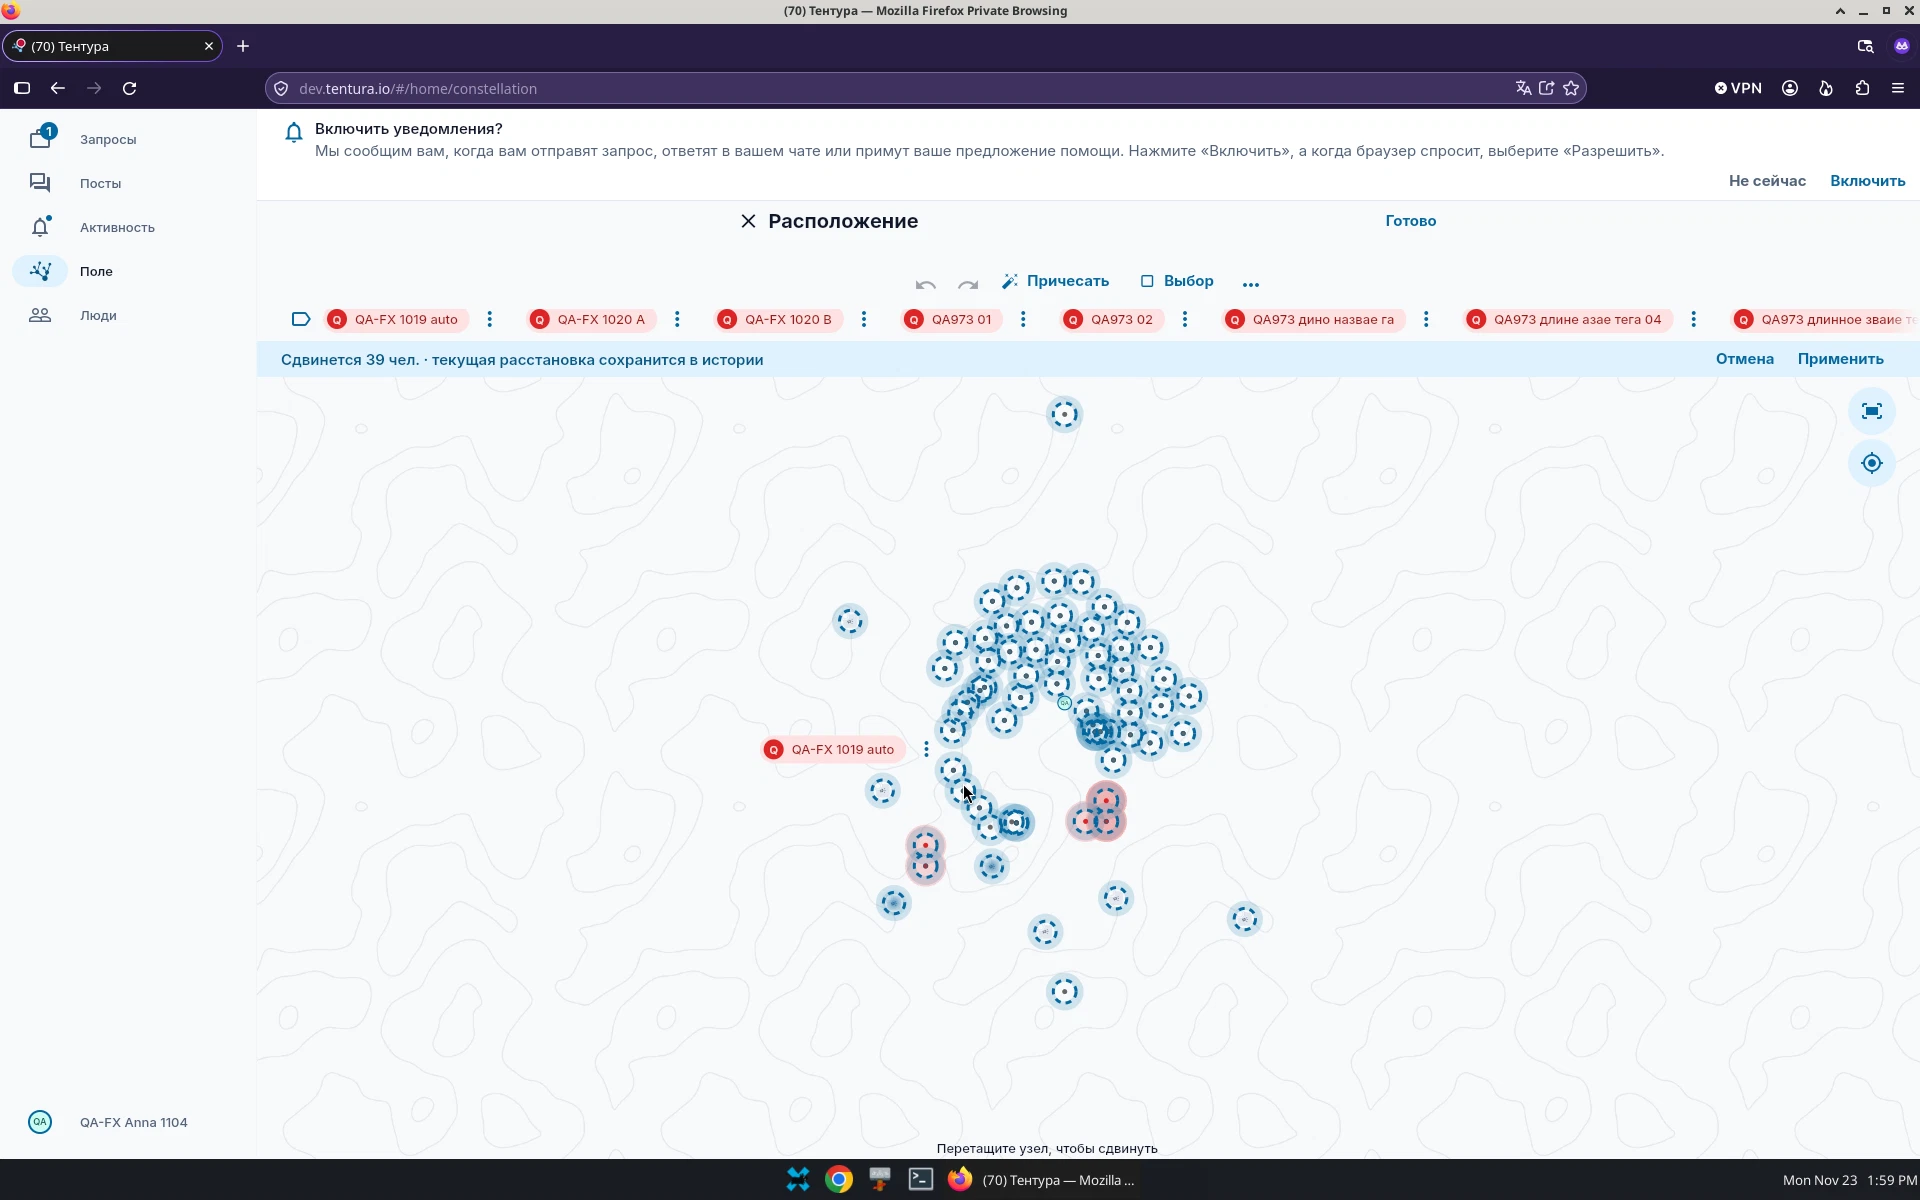 (70) Тентура — Mozilla Firefox Private Browsing
(70) Тентура
dev.tentura.io/#/home/constellation
VPN
1
Запросы
Посты
Активность
Поле
Люди
Включить уведомления?
Мы сообщим вам, когда вам отправят запрос, ответят в вашем чате или примут ваше предложение помощи. Нажмите «Включить», а когда браузер спросит, выберите «Разрешить».
Не сейчас Включить
Расположение Готово
Причесать Выбор ...
Q QA-FX 1019 auto Q QA-FX 1020 A Q QA-FX 1020 B Q QA973 01 Q QA973 02 Q QA973 дино назвае га Q QA973 длине азае тега 04 Q QA973 длинное зваие те
Сдвинется 39 чел. · текущая расстановка сохранится в истории
Отмена Применить
QA
Q QA-FX 1019 auto
Перетащите узел, чтобы сдвинуть
QA QA-FX Anna 1104
(70) Тентура — Mozilla ...
Mon Nov 23 1:59 PM